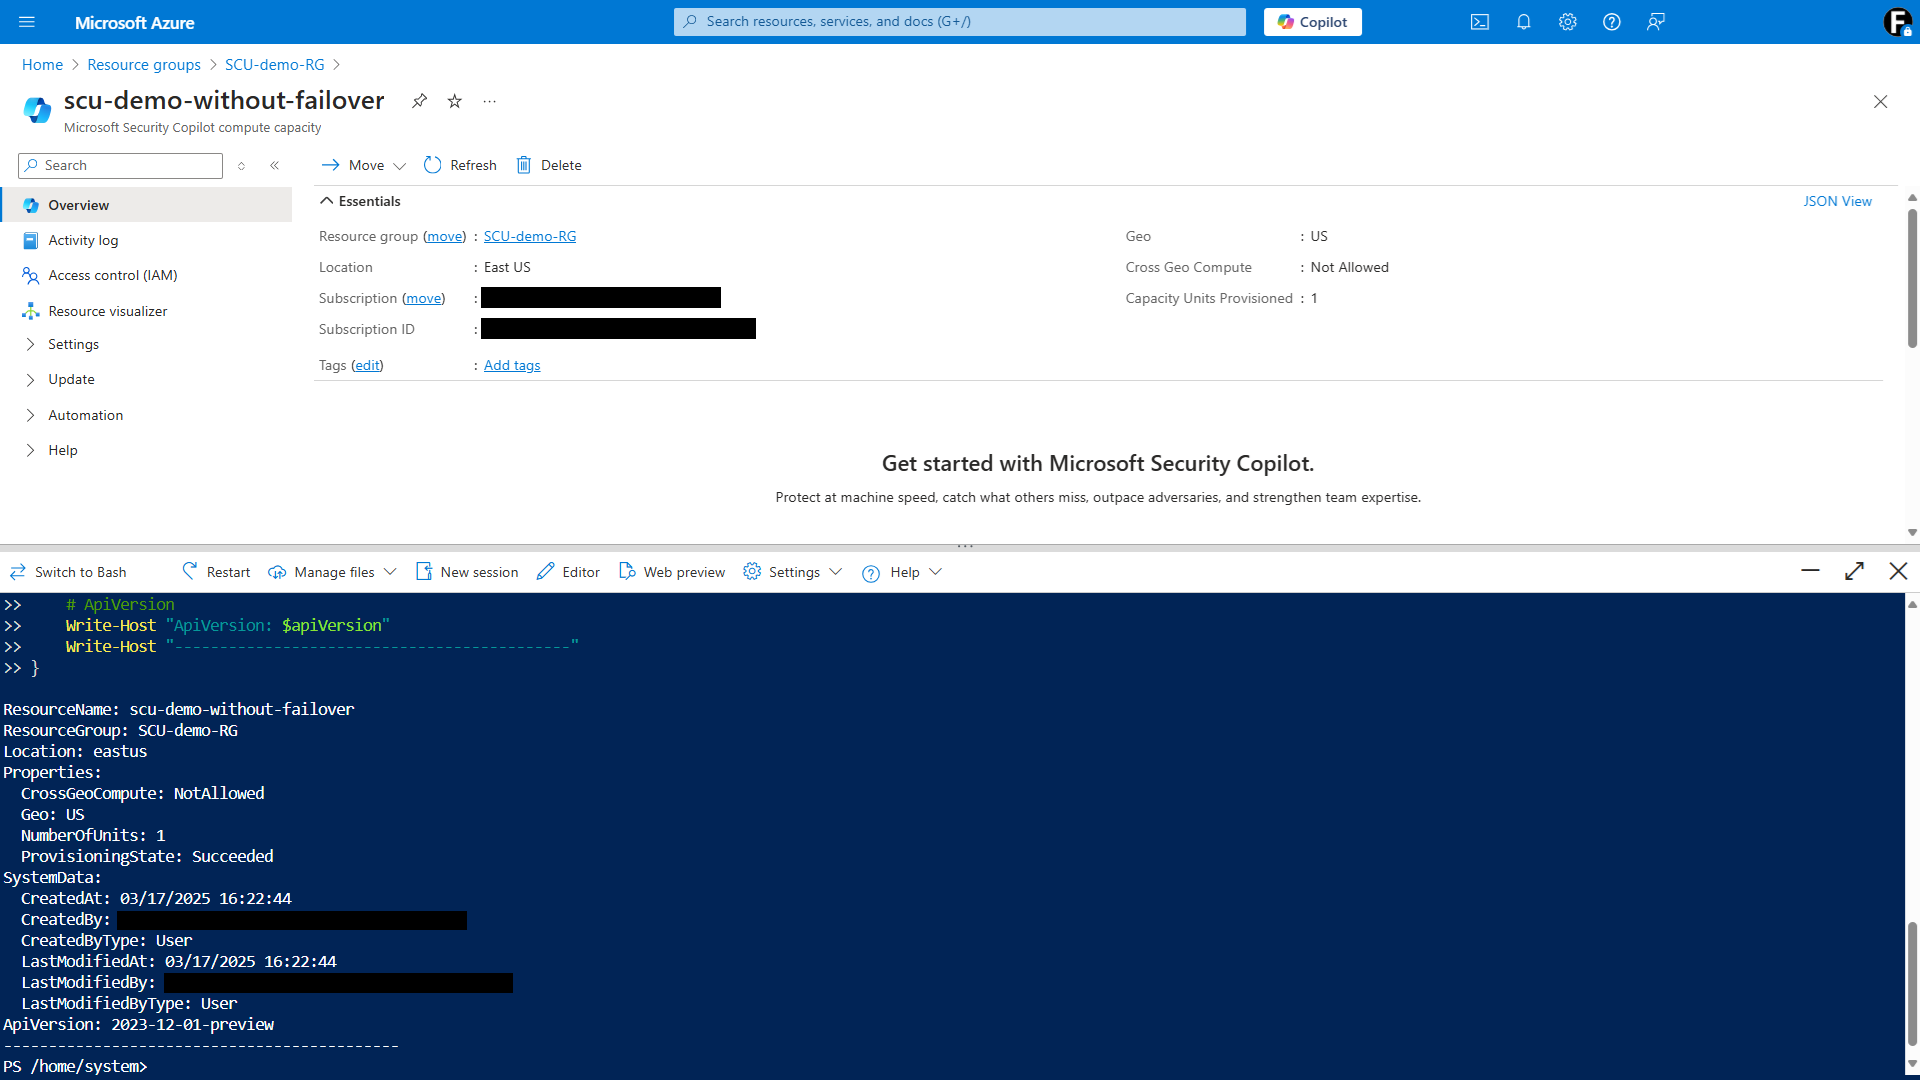 Microsoft Azure
Search resources, services, and docs (G+/)
Copilot
Home > Resource groups > SCU-demo-RG >
scu-demo-without-failover
Microsoft Security Copilot compute capacity
Search
Move
Refresh
Delete
Overview
Activity log
Access control (IAM)
Resource visualizer
Settings
Update
Automation
Help
Essentials
JSON View
Resource group (move) : SCU-demo-RG
Location : East US
Subscription (move) :
Subscription ID :
Tags (edit) : Add tags
Geo : US
Cross Geo Compute : Not Allowed
Capacity Units Provisioned : 1
Get started with Microsoft Security Copilot.
Protect at machine speed, catch what others miss, outpace adversaries, and strengthen team expertise.
Switch to Bash
Restart
Manage files
New session
Editor
Web preview
Settings
Help
>>     # ApiVersion
>>     Write-Host "ApiVersion: $apiVersion"
>>     Write-Host "--------------------------------------------"
>> }
ResourceName: scu-demo-without-failover
ResourceGroup: SCU-demo-RG
Location: eastus
Properties:
  CrossGeoCompute: NotAllowed
  Geo: US
  NumberOfUnits: 1
  ProvisioningState: Succeeded
SystemData:
  CreatedAt: 03/17/2025 16:22:44
  CreatedBy:
  CreatedByType: User
  LastModifiedAt: 03/17/2025 16:22:44
  LastModifiedBy:
  LastModifiedByType: User
ApiVersion: 2023-12-01-preview
--------------------------------------------
PS /home/system>